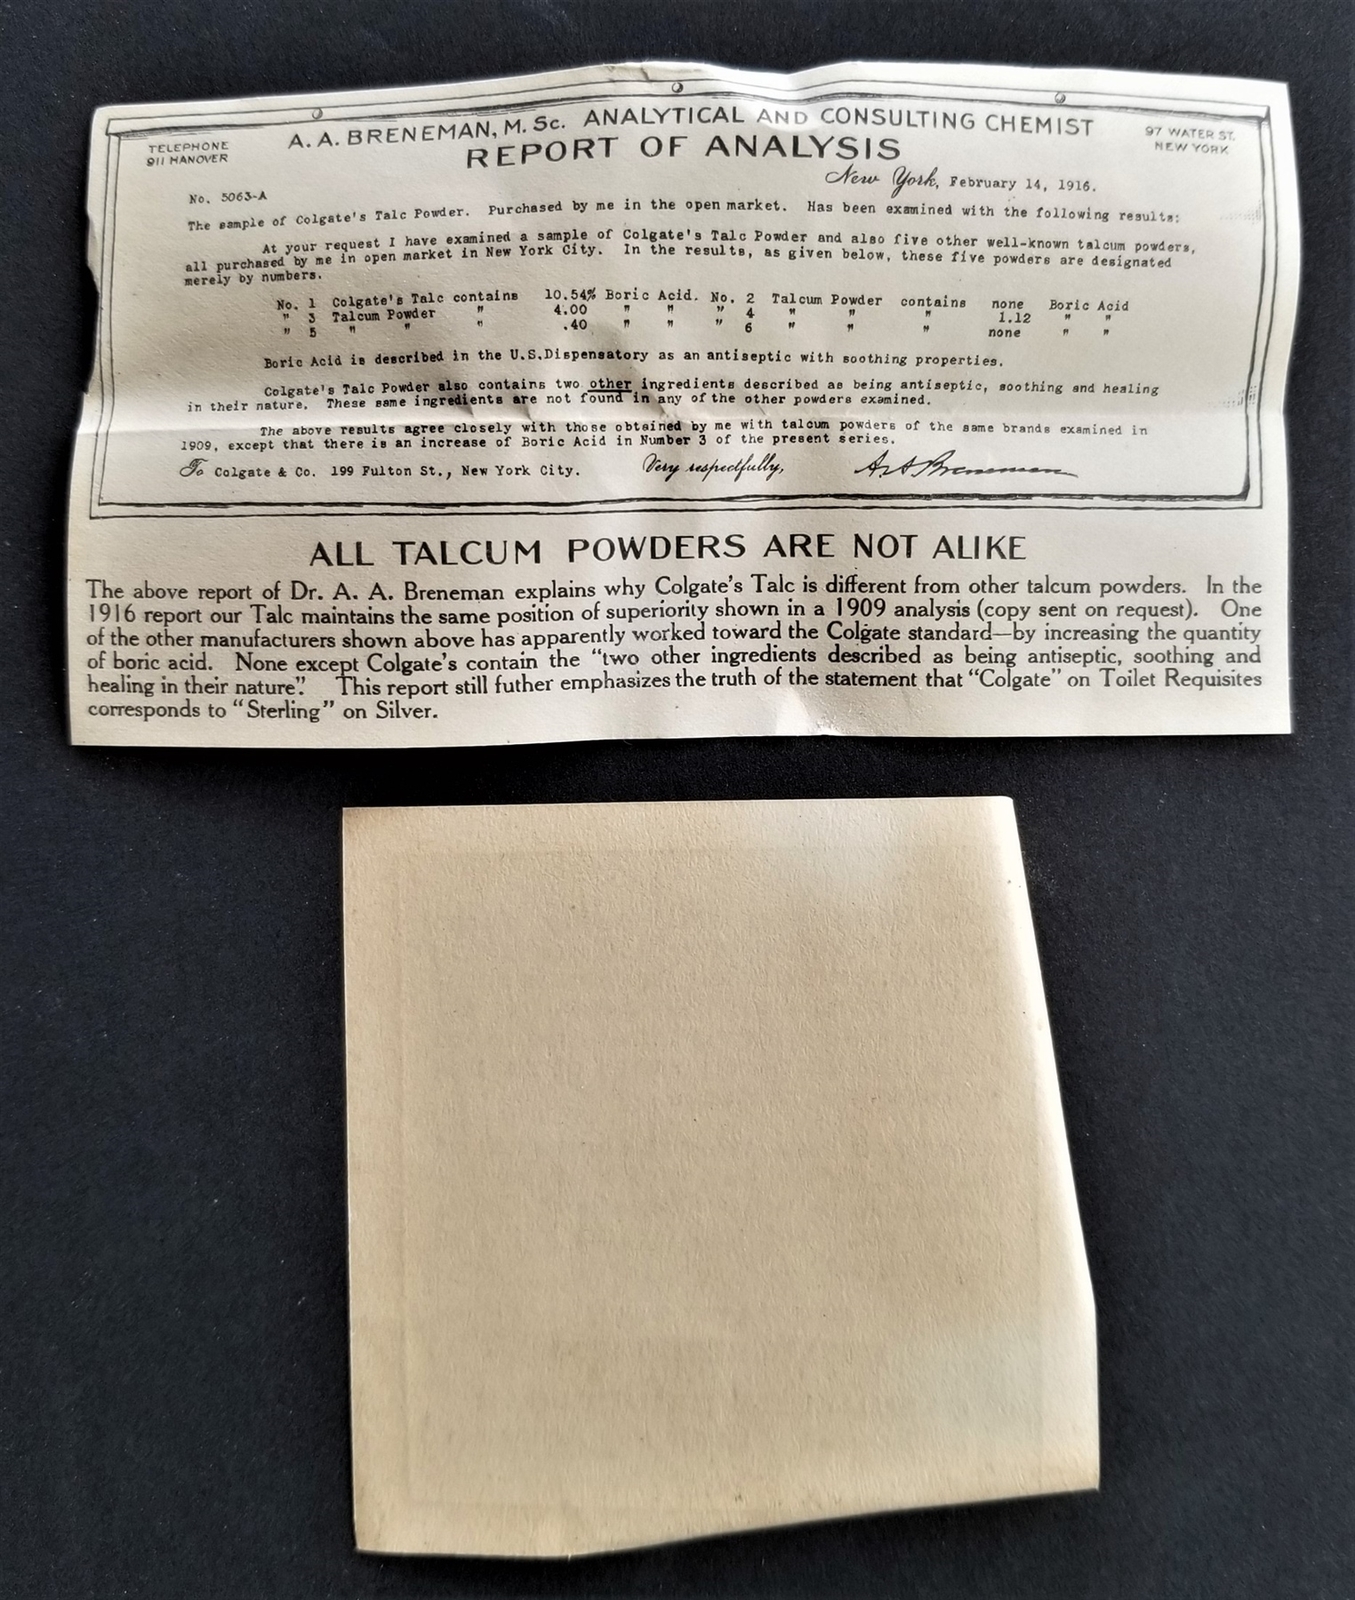 A. A. BRENEMAN, M. Sc. ANALYTICAL AND CONSULTING CHEMIST
TELEPHONE
911 HANOVER
97 WATER ST.
NEW YORK
REPORT OF ANALYSIS
New York, February 14, 1916.
No. 5063-A
The sample of Colgate's Talc Powder. Purchased by me in the open market. Has been examined with the following results:
At your request I have examined a sample of Colgate's Talc Powder and also five other well-known talcum powders,
all purchased by me in open market in New York City. In the results, as given below, these five powders are designated
merely by numbers.
No. 1 Colgate's Talc contains 10.54% Boric Acid. No. 2 Talcum Powder contains none Boric Acid
" 3 Talcum Powder " 4.00 " " " 4 " " " 1.12 " "
" 5 " " " .40 " " " 6 " " " none " "
Boric Acid is described in the U.S.Dispensatory as an antiseptic with soothing properties.
Colgate's Talc Powder also contains two other ingredients described as being antiseptic, soothing and healing
in their nature. These same ingredients are not found in any of the other powders examined.
The above results agree closely with those obtained by me with talcum powders of the same brands examined in
1909, except that there is an increase of Boric Acid in Number 3 of the present series.
To Colgate & Co. 199 Fulton St., New York City. Very respectfully, A. A. Breneman
ALL TALCUM POWDERS ARE NOT ALIKE
The above report of Dr. A. A. Breneman explains why Colgate's Talc is different from other talcum powders. In the
1916 report our Talc maintains the same position of superiority shown in a 1909 analysis (copy sent on request). One
of the other manufacturers shown above has apparently worked toward the Colgate standard—by increasing the quantity
of boric acid. None except Colgate's contain the "two other ingredients described as being antiseptic, soothing and
healing in their nature." This report still futher emphasizes the truth of the statement that "Colgate" on Toilet Requisites
corresponds to "Sterling" on Silver.